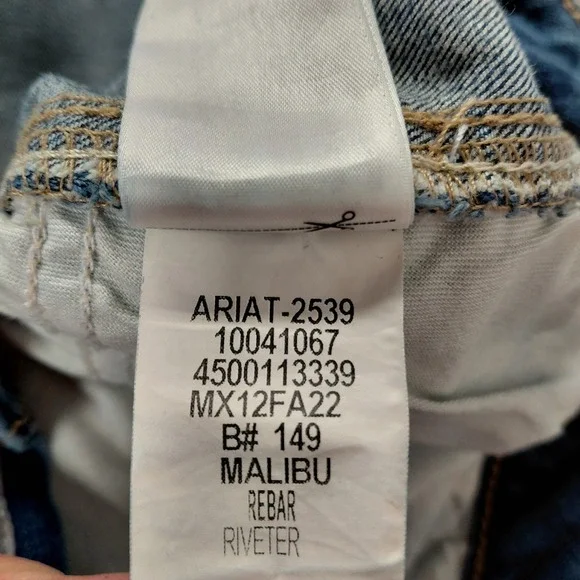 ARIAT-2539
10041067
4500113339
MX12FA22
B# 149
MALIBU
REBAR
RIVETER